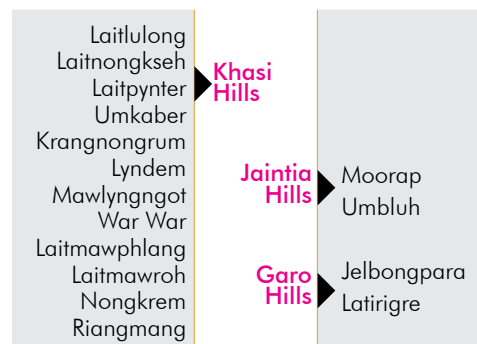 Laitlulong
Laitnongkseh
Laitpynter
Umkaber
Krangnongrum
Lyndem
Mawlyngngot
War War
Laitmawphlang
Laitmawroh
Nongkrem
Riangmang
Khasi
Hills
Jaintia
Hills
Moorap
Umbluh
Garo
Hills
Jelbongpara
Latirigre